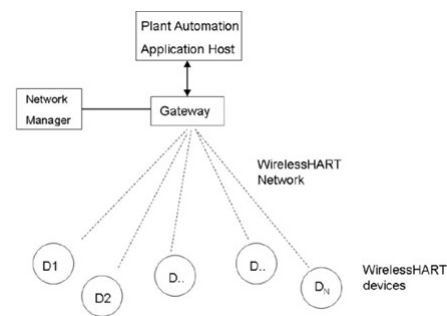 Plant Automation
Application Host
Network
Manager
Gateway
WirelessHART
Network
D1
D2
D..
D..
DN
WirelessHART
devices